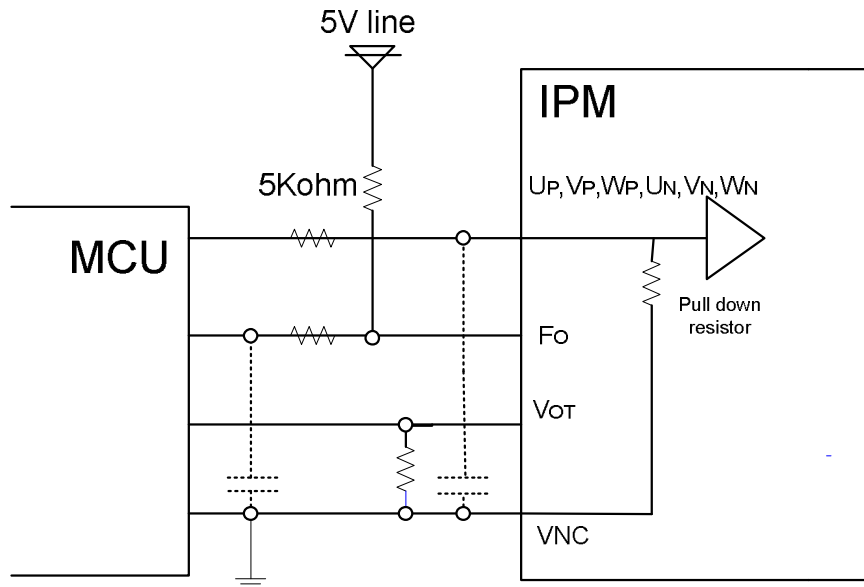 5V line
IPM
5Kohm
UP,VP,WP,UN,VN,WN
MCU
Pull down
resistor
FO
VOT
VNC